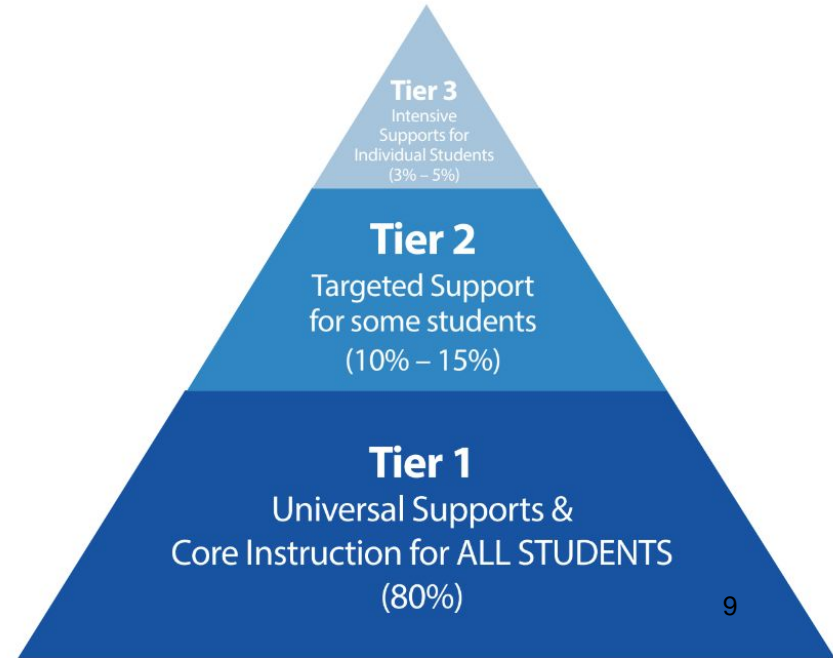 Tier 3
Intensive
Supports for
Individual Students
(3% – 5%)
Tier 2
Targeted Support
for some students
(10% – 15%)
Tier 1
Universal Supports &
Core Instruction for ALL STUDENTS
(80%)
9